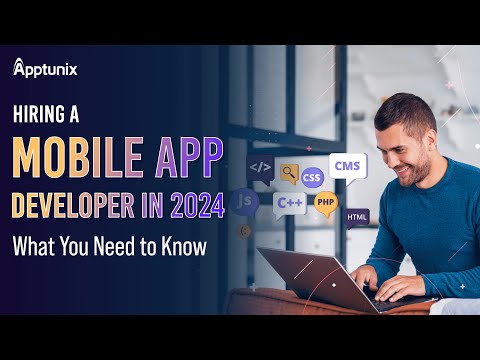 Apptunix
HIRING A
MOBILE APP
DEVELOPER IN 2024
What You Need to Know
</>
CMS
CSS
Js
C++
PHP
HTML